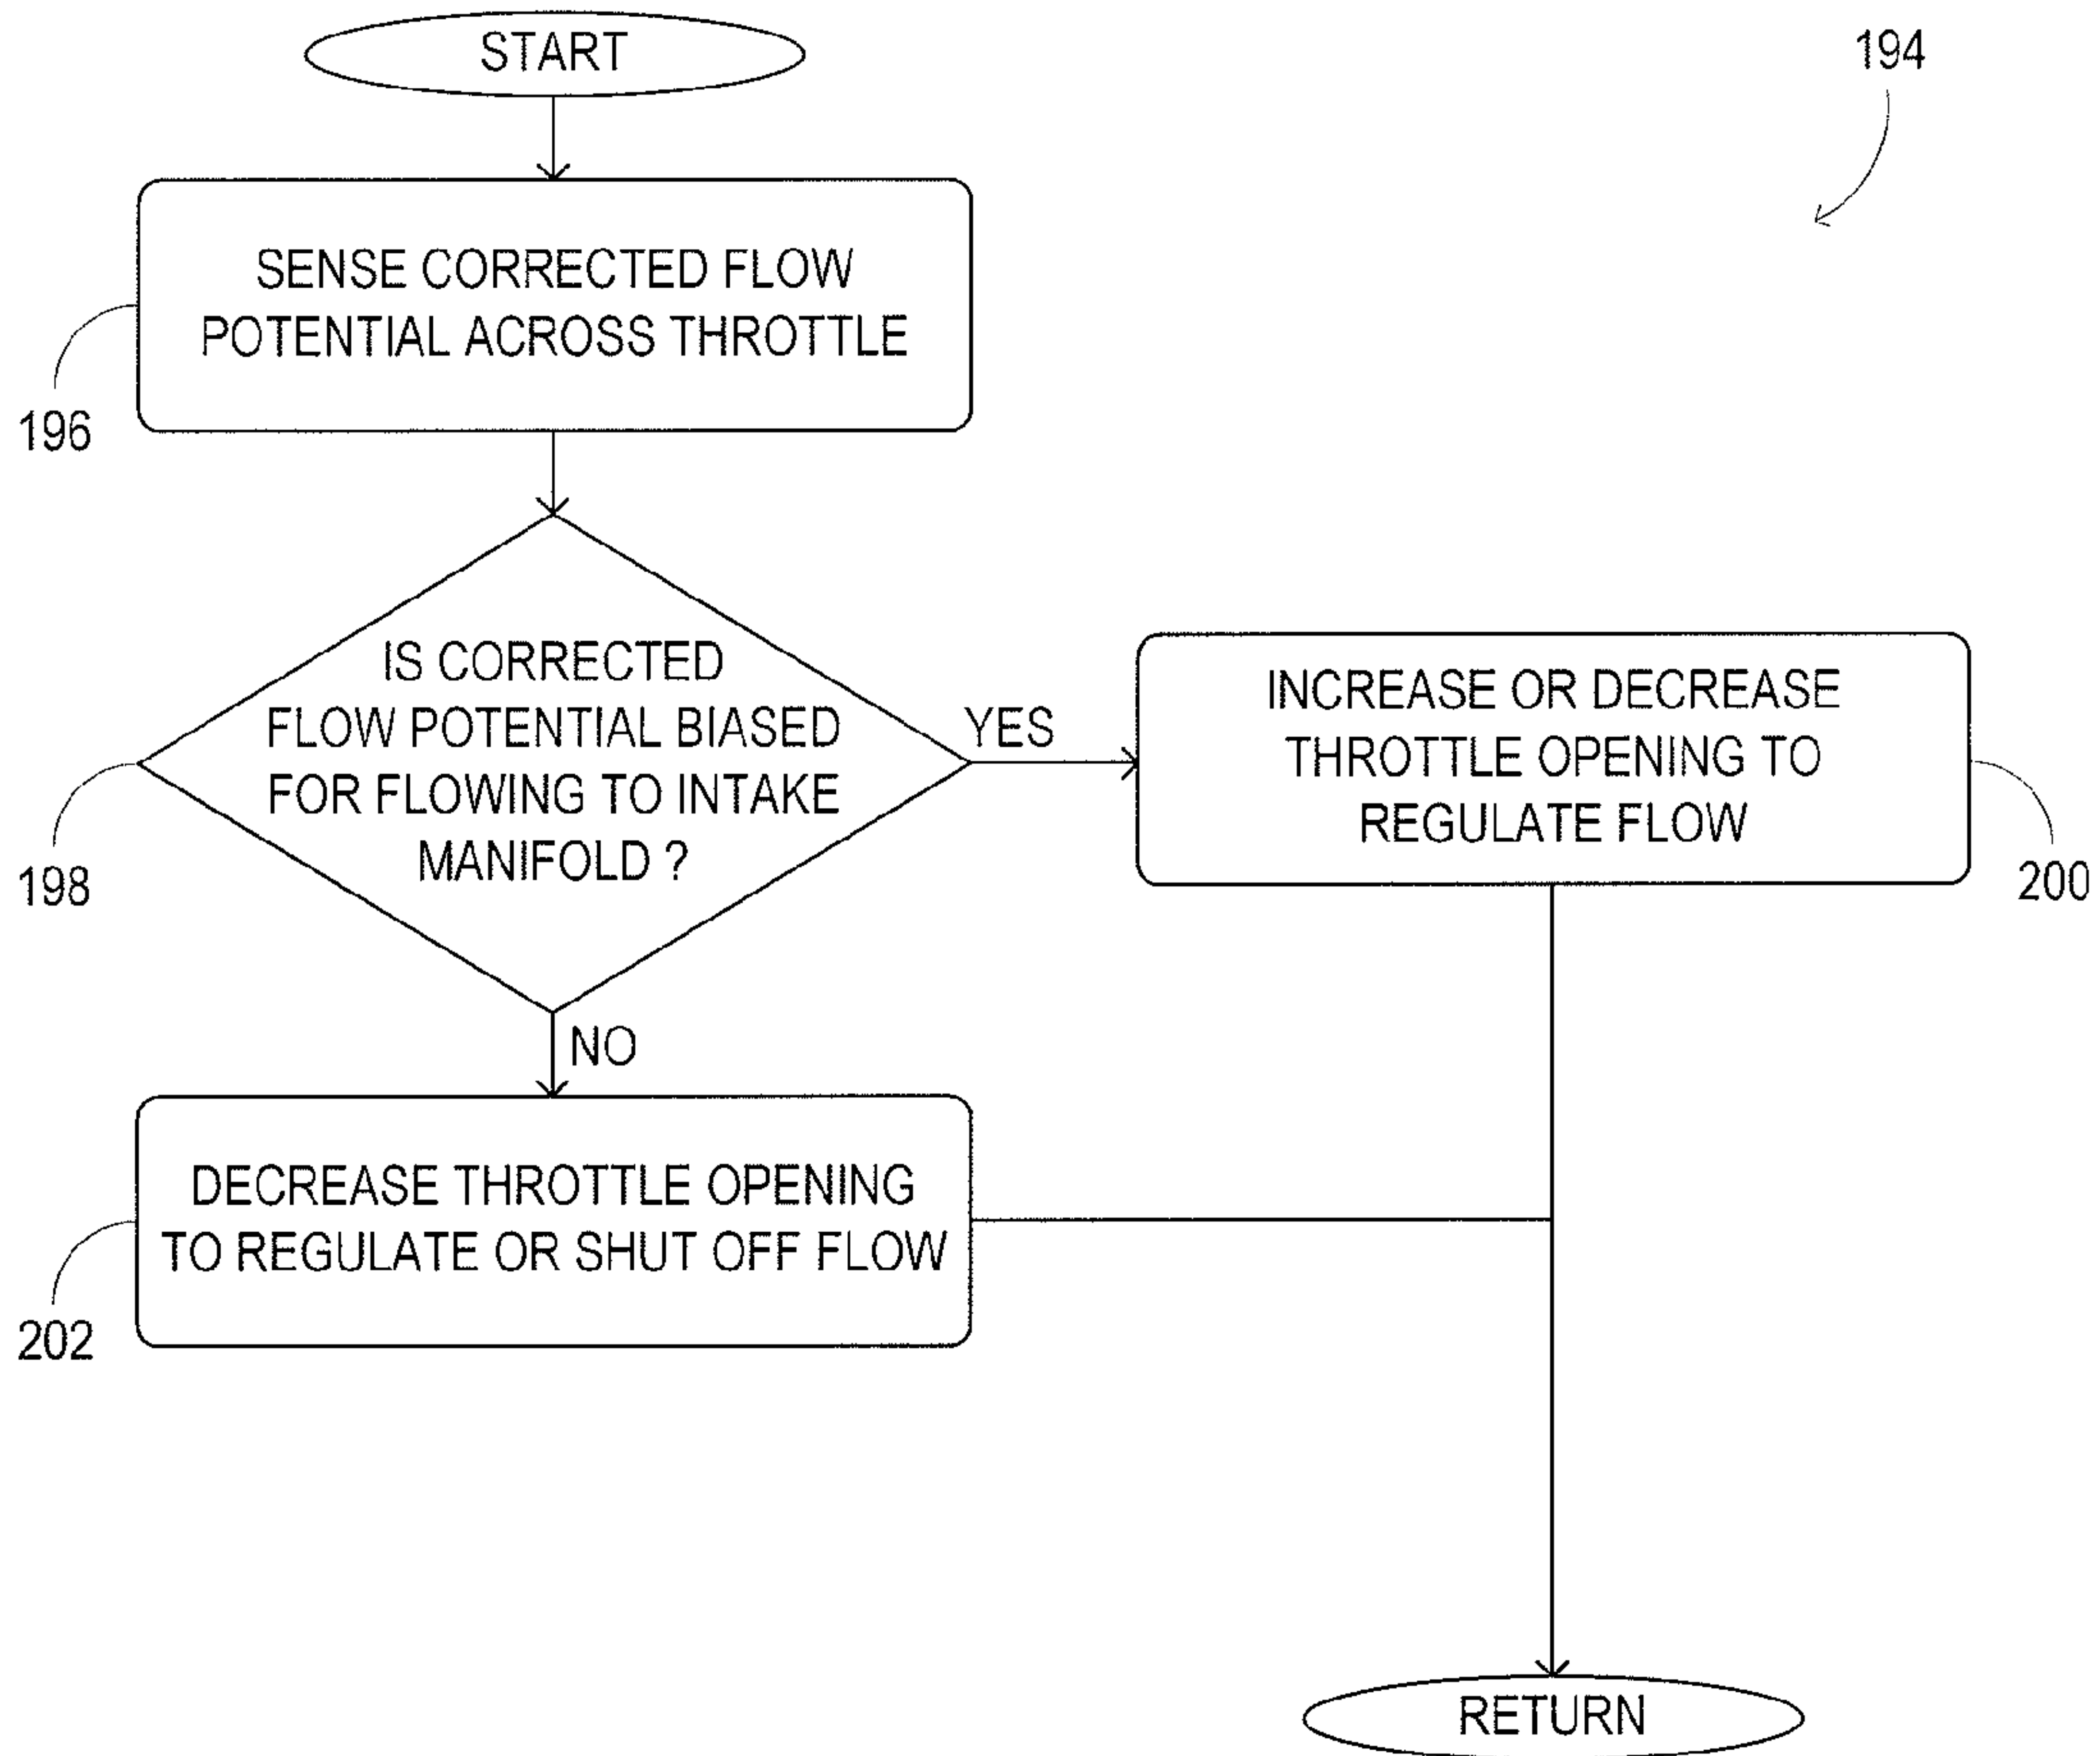 START
194
SENSE CORRECTED FLOW
POTENTIAL ACROSS THROTTLE
196
IS CORRECTED
FLOW POTENTIAL BIASED
FOR FLOWING TO INTAKE
MANIFOLD ?
198
YES
INCREASE OR DECREASE
THROTTLE OPENING TO
REGULATE FLOW
200
NO
DECREASE THROTTLE OPENING
TO REGULATE OR SHUT OFF FLOW
202
RETURN